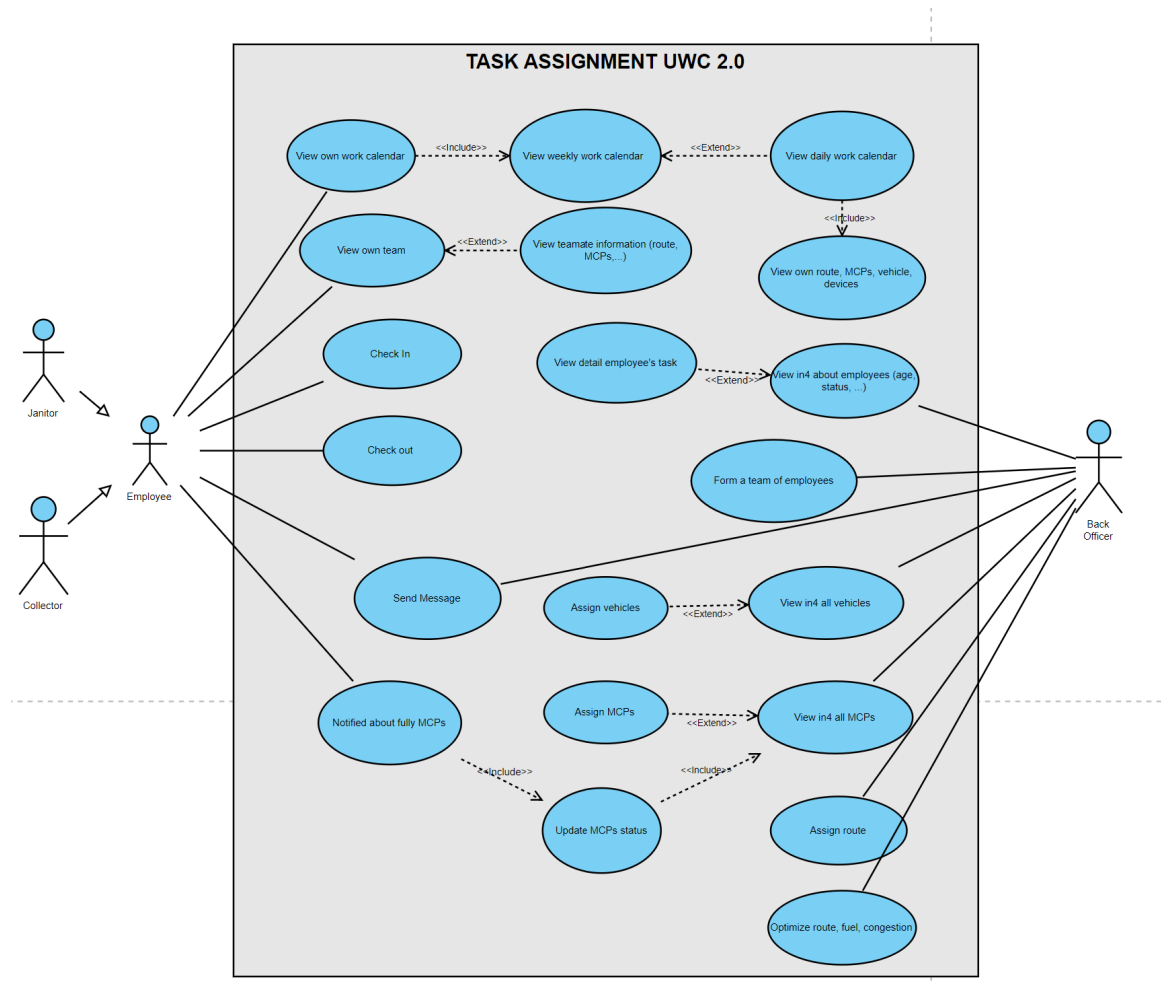 TASK ASSIGNMENT UWC 2.0
View own work calendar
<<Include>>
View weekly work calendar
<<Extend>>
View daily work calendar
<<Include>>
View own team
<<Extend>>
View teamate information (route,
MCPs,...)
View own route, MCPs, vehicle,
devices
Check In
View detail employee's task
<<Extend>>
View in4 about employees (age,
status, ...)
Janitor
Check out
Employee
Form a team of employees
Back
Officer
Collector
Send Message
Assign vehicles
<<Extend>>
View in4 all vehicles
Notified about fully MCPs
Assign MCPs
<<Extend>>
View in4 all MCPs
<<Include>>
<<Include>>
Update MCPs status
Assign route
Optimize route, fuel, congestion